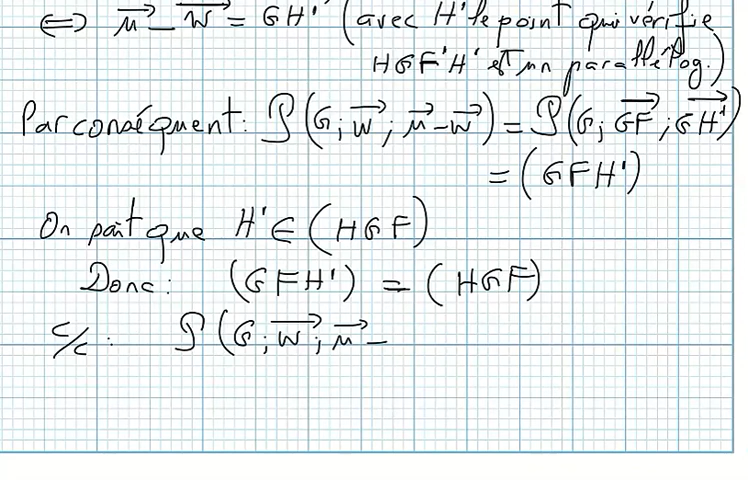 ⟺ u⃗ - w⃗ = GH' (avec H' le point qui vérifie
HGF'H' est un parallélog.)
Par conséquent: P(G; w⃗; u⃗ - w⃗) = P(G; GF⃗; GH'⃗)
= (GFH')
On sait que H' ∈ (HGF)
Donc: (GFH') = (HGF)
c/c: P(G; w⃗; u⃗ -